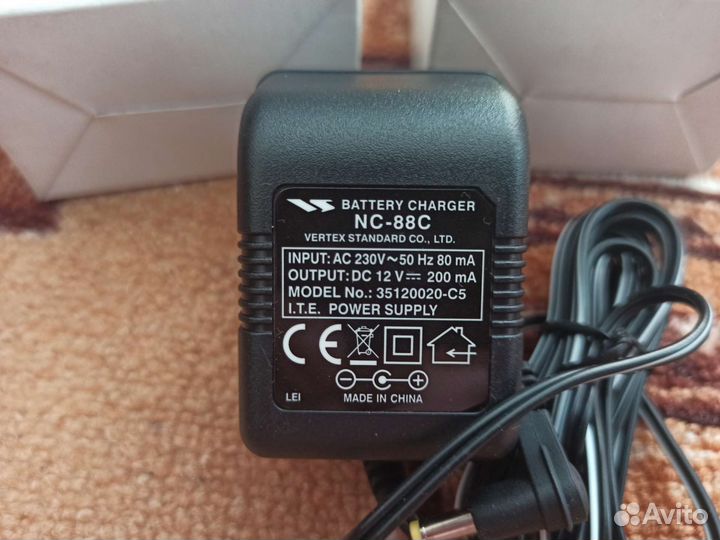 BATTERY CHARGER
NC-88C
VERTEX STANDARD CO., LTD.
INPUT: AC 230V~50 Hz 80 mA
OUTPUT: DC 12 V⎓ 200 mA
MODEL No.: 35120020-C5
I.T.E. POWER SUPPLY
CE
LEI
MADE IN CHINA
Avito